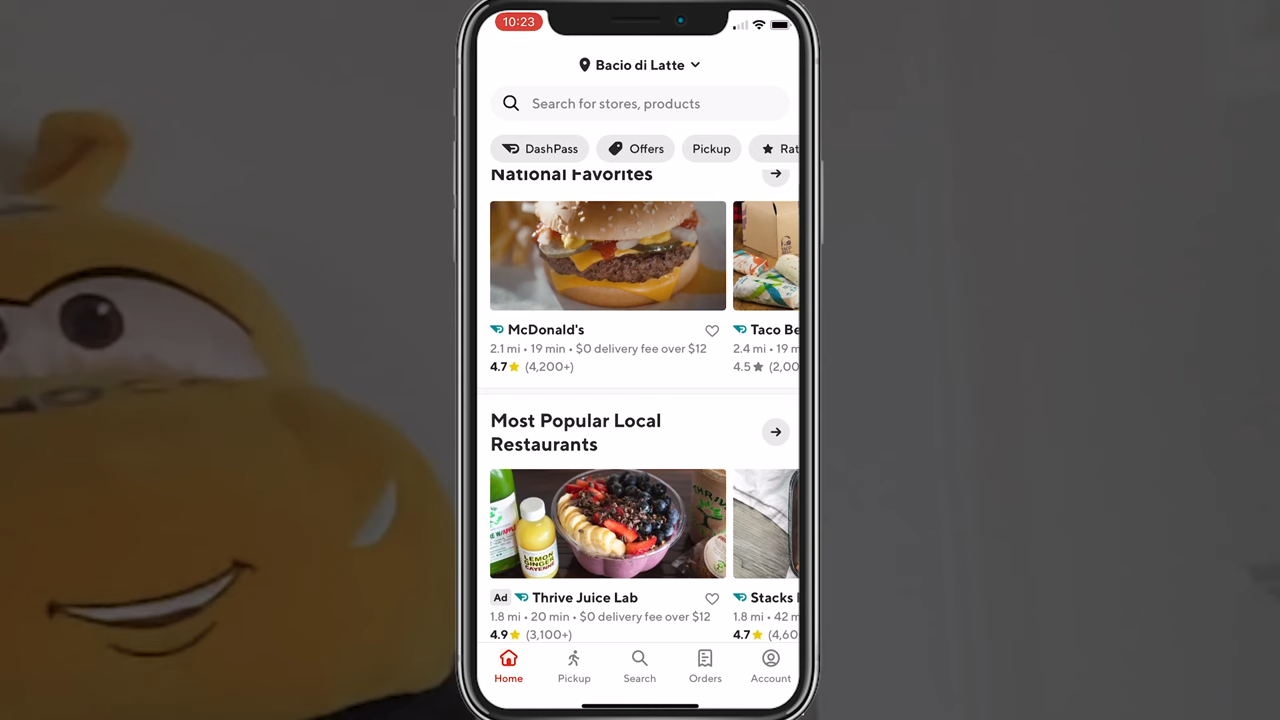 10:23
Bacio di Latte
Search for stores, products
DashPass
Offers
Pickup
Rat
National Favorites
McDonald's
Taco Be
2.1 mi • 19 min • $0 delivery fee over $12
2.4 mi • 19 m
4.7 ★ (4,200+)
4.5 ★ (2,00
Most Popular Local
Restaurants
LEMON
GINGER
CAYENNE
Ad Thrive Juice Lab
Stacks
1.8 mi • 20 min • $0 delivery fee over $12
1.8 mi • 42 m
4.9 ★ (3,100+)
4.7 ★ (4,60
Home
Pickup
Search
Orders
Account